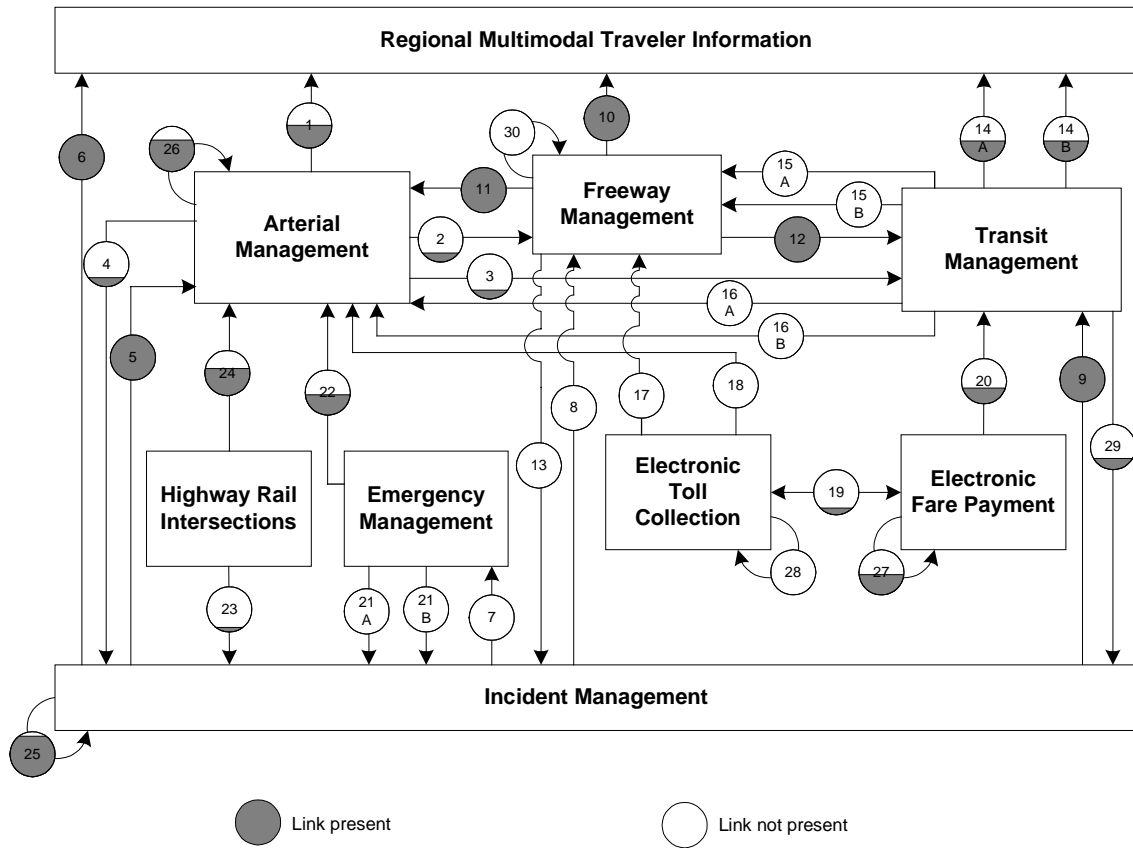 Regional Multimodal Traveler Information
1
10
14
A
14
B
6
26
30
15
A
11
Freeway
Management
15
B
Arterial
Management
Transit
Management
2
12
4
3
16
A
16
B
5
24
22
20
9
17
18
8
13
29
Highway Rail
Intersections
Emergency
Management
Electronic
Toll
Collection
19
Electronic
Fare Payment
28
27
23
21
A
21
B
7
Incident Management
25
Link present
Link not present